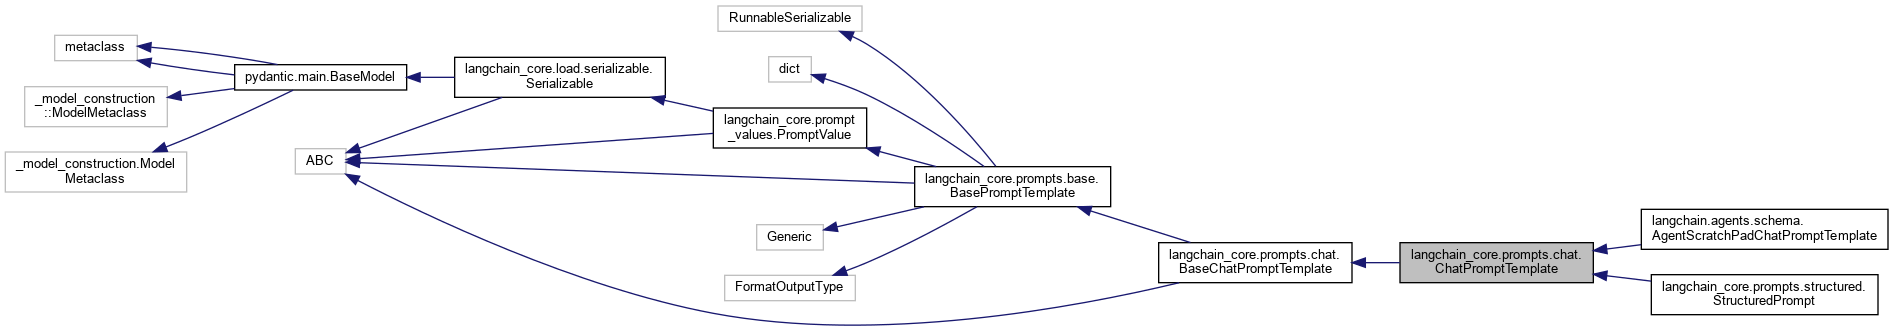 RunnableSerializable
metaclass
pydantic.main.BaseModel
langchain_core.load.serializable.
Serializable
dict
_model_construction
::ModelMetaclass
langchain_core.prompt
_values.PromptValue
_model_construction.Model
Metaclass
ABC
langchain_core.prompts.base.
BasePromptTemplate
Generic
langchain_core.prompts.chat.
BaseChatPromptTemplate
langchain_core.prompts.chat.
ChatPromptTemplate
langchain.agents.schema.
AgentScratchPadChatPromptTemplate
FormatOutputType
langchain_core.prompts.structured.
StructuredPrompt